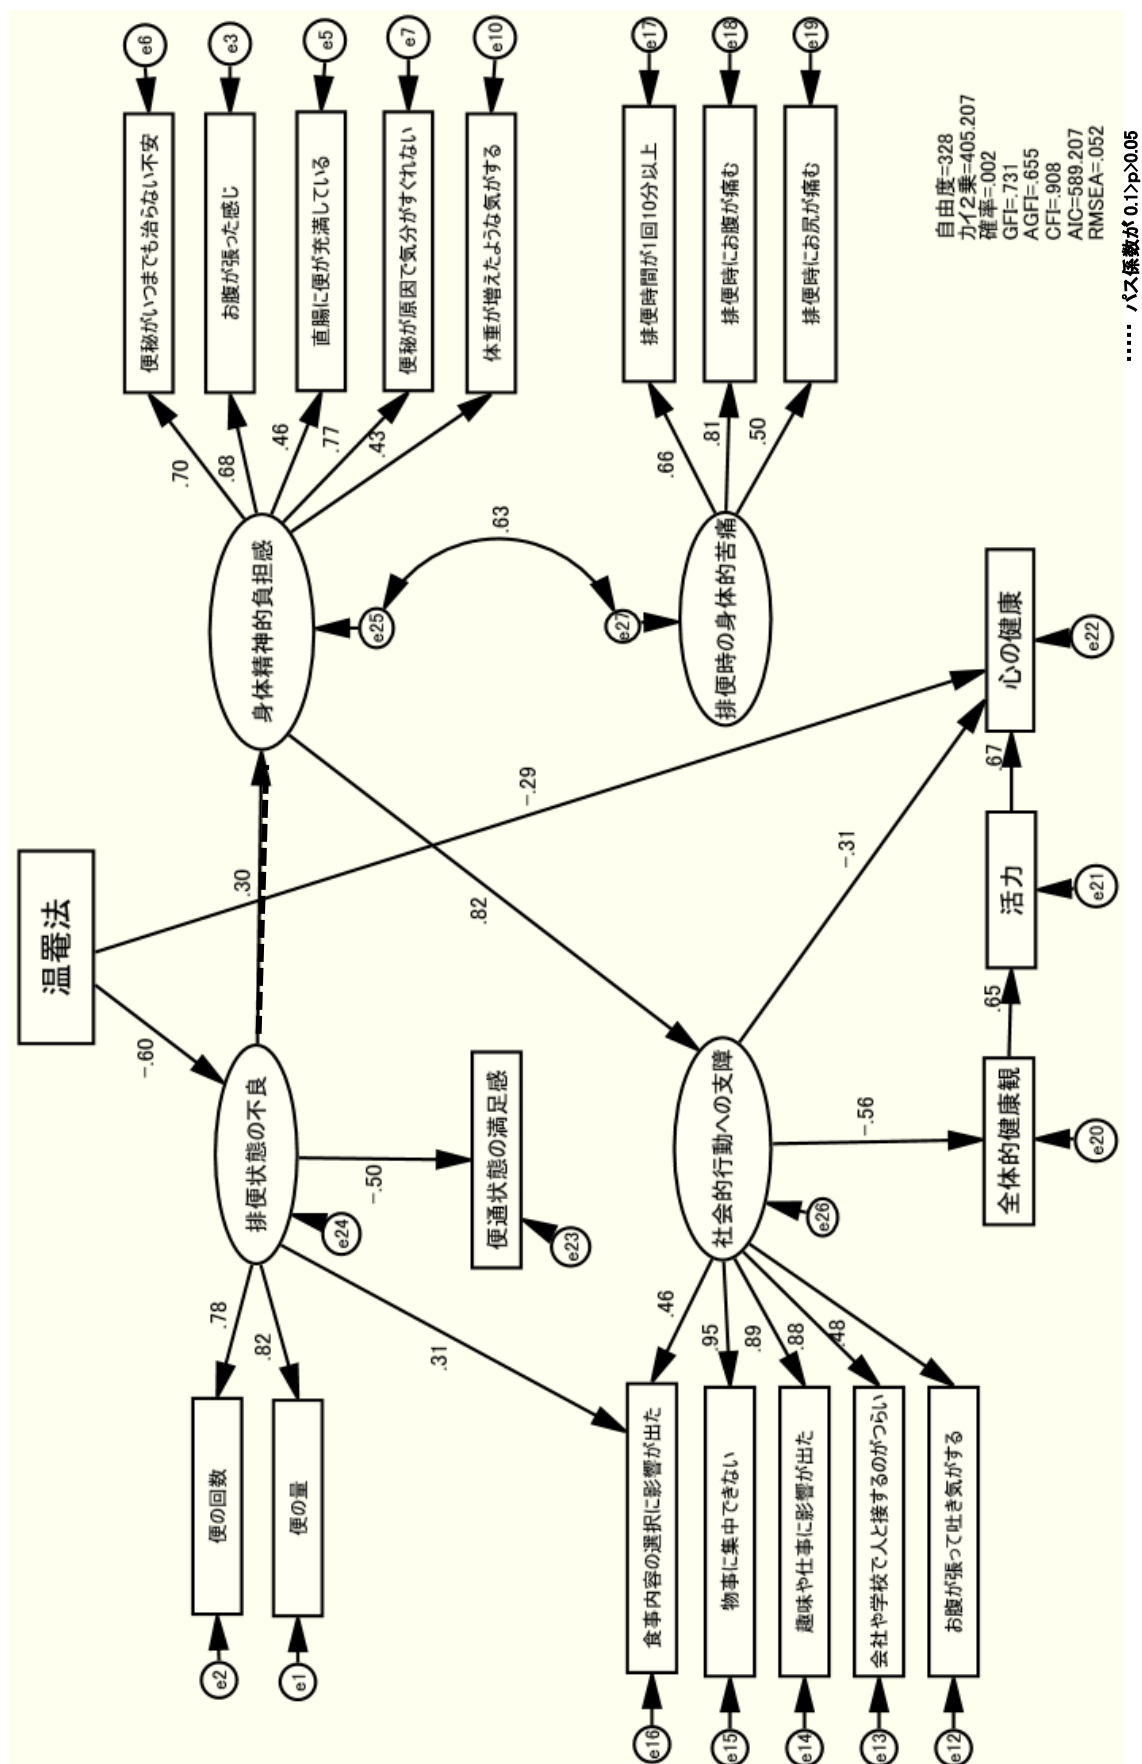 温罨法
-.60
-.29
排便状態の不良
.30
身体精神的負担感
e24
-.50
便通状態の満足感
e23
.78
.82
.31
便の回数
便の量
e2
e1
.70
.68
.46
.77
.43
便秘がいつまでも治らない不安
お腹が張った感じ
直腸に便が充満している
便秘が原因で気分がすぐれない
体重が増えたような気がする
e6
e3
e5
e7
e10
e25
.63
e27
.82
排便時の身体的苦痛
.66
.81
.50
排便時間が1回10分以上
排便時にお腹が痛む
排便時にお尻が痛む
e17
e18
e19
社会的行動への支障
e26
.46
.95
.89
.88
.48
食事内容の選択に影響が出た
物事に集中できない
趣味や仕事に影響が出た
会社や学校で人と接するのがつらい
お腹が張って吐き気がする
e16
e15
e14
e13
e12
-.56
-.31
全体的健康観
.65
活力
.67
心の健康
e20
e21
e22
自由度=328
カイ2乗=405.207
確率=.002
GFI=.731
AGFI=.655
CFI=.908
AIC=589.207
RMSEA=.052
····· パス係数が 0.1>p>0.05